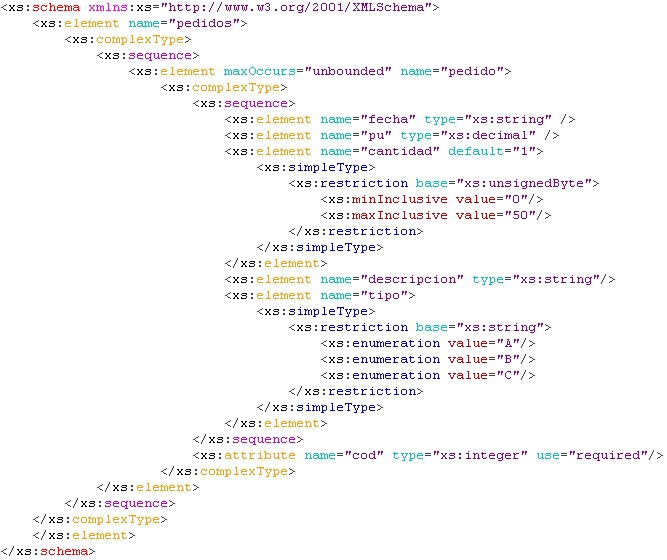 <xs:schema xmlns:xs="http://www.w3.org/2001/XMLSchema">
    <xs:element name="pedidos">
        <xs:complexType>
            <xs:sequence>
                <xs:element maxOccurs="unbounded" name="pedido">
                    <xs:complexType>
                        <xs:sequence>
                            <xs:element name="fecha" type="xs:string" />
                            <xs:element name="pu" type="xs:decimal" />
                            <xs:element name="cantidad" default="1">
                                <xs:simpleType>
                                    <xs:restriction base="xs:unsignedByte">
                                        <xs:minInclusive value="0"/>
                                        <xs:maxInclusive value="50"/>
                                    </xs:restriction>
                                </xs:simpleType>
                            </xs:element>
                            <xs:element name="descripcion" type="xs:string"/>
                            <xs:element name="tipo">
                                <xs:simpleType>
                                    <xs:restriction base="xs:string">
                                        <xs:enumeration value="A"/>
                                        <xs:enumeration value="B"/>
                                        <xs:enumeration value="C"/>
                                    </xs:restriction>
                                </xs:simpleType>
                            </xs:element>
                        </xs:sequence>
                        <xs:attribute name="cod" type="xs:integer" use="required"/>
                    </xs:complexType>
                </xs:element>
        </xs:sequence>
    </xs:complexType>
    </xs:element>
</xs:schema>